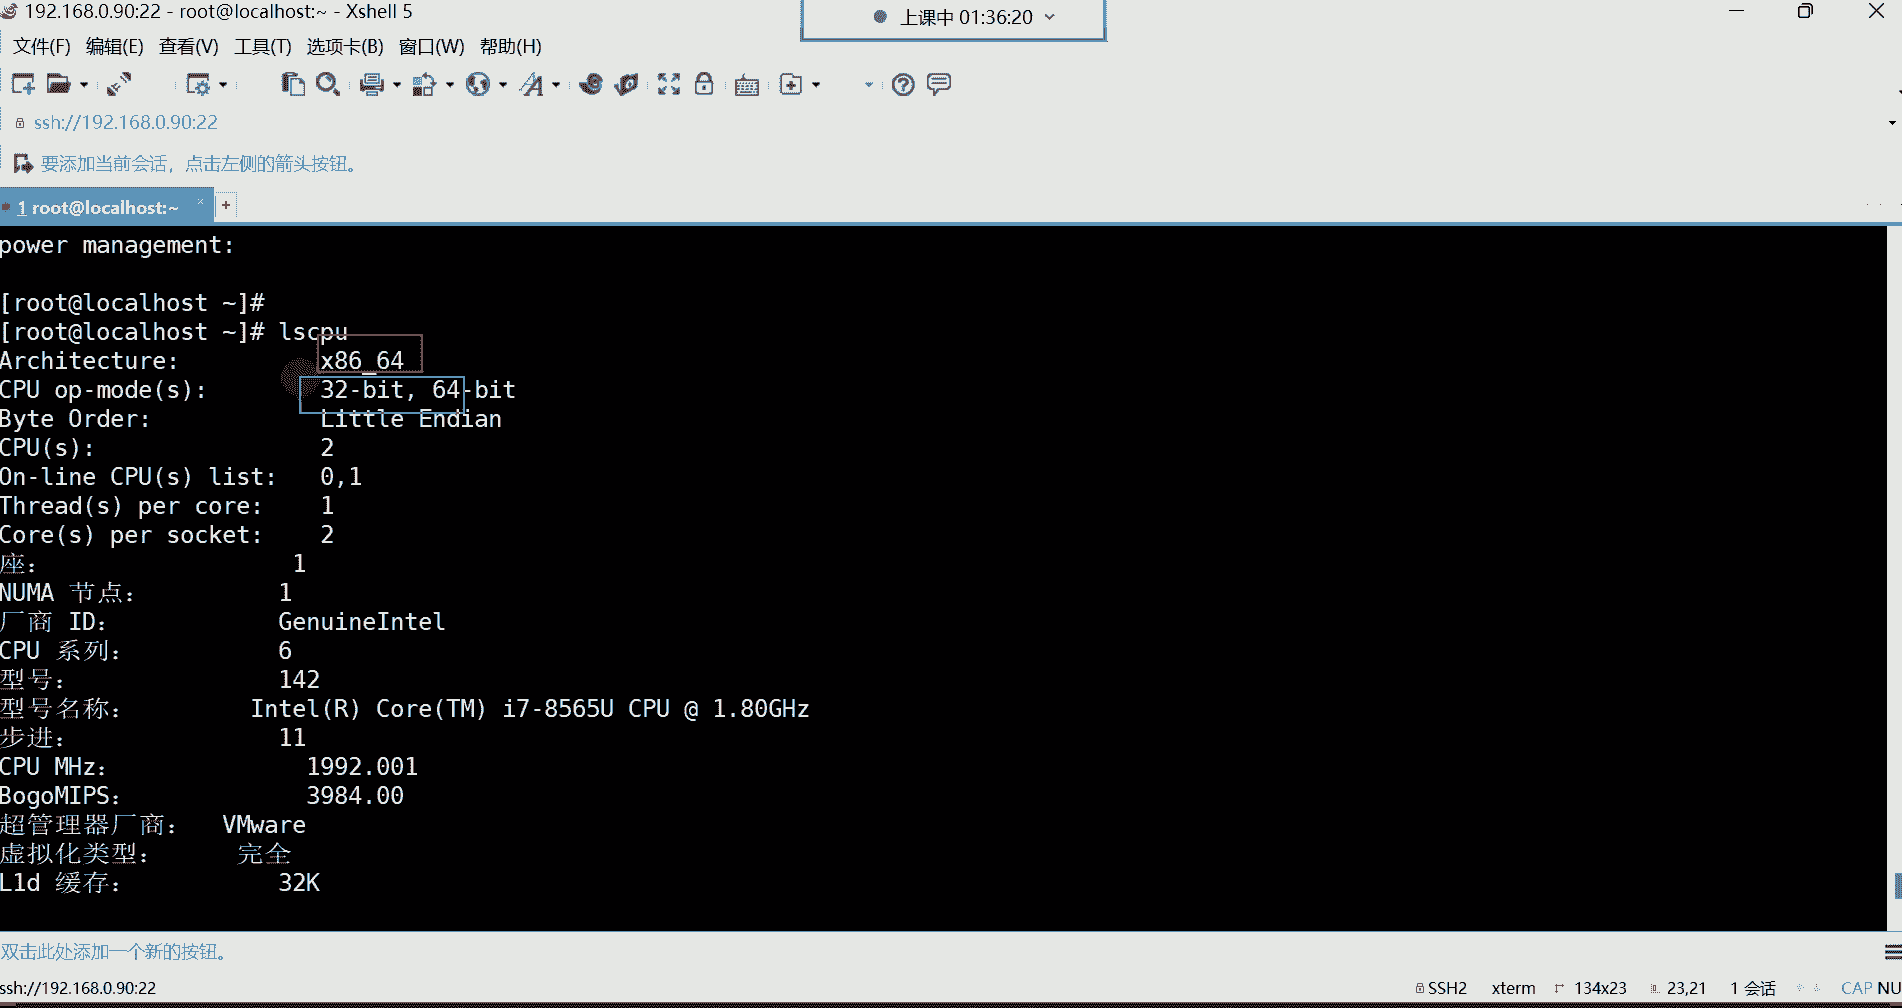 192.168.0.90:22 - root@localhost:~ - Xshell 5
上课中 01:36:20
文件(F) 编辑(E) 查看(V) 工具(T) 选项卡(B) 窗口(W) 帮助(H)
ssh://192.168.0.90:22
要添加当前会话，点击左侧的箭头按钮。
1 root@localhost:~
power management:
[root@localhost ~]#
[root@localhost ~]# lscpu
Architecture: x86_64
CPU op-mode(s): 32-bit, 64-bit
Byte Order: Little Endian
CPU(s): 2
On-line CPU(s) list: 0,1
Thread(s) per core: 1
Core(s) per socket: 2
座： 1
NUMA 节点： 1
厂商 ID： GenuineIntel
CPU 系列： 6
型号： 142
型号名称： Intel(R) Core(TM) i7-8565U CPU @ 1.80GHz
步进： 11
CPU MHz： 1992.001
BogoMIPS： 3984.00
超管理器厂商： VMware
虚拟化类型： 完全
L1d 缓存： 32K
双击此处添加一个新的按钮。
ssh://192.168.0.90:22 SSH2 xterm 134x23 23,21 1 会话 CAP NU